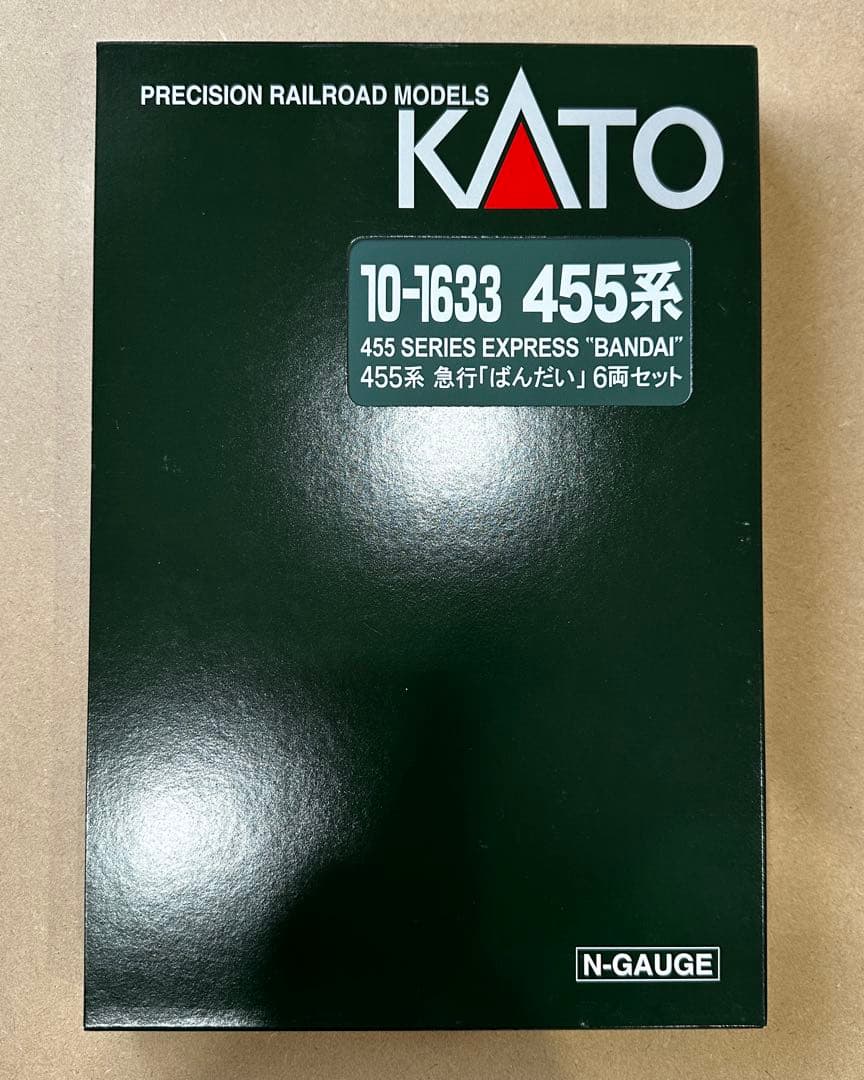 PRECISION RAILROAD MODELS
KATO
10-1633 455系
455 SERIES EXPRESS "BANDAI"
455系 急行「ばんだい」6両セット
N-GAUGE